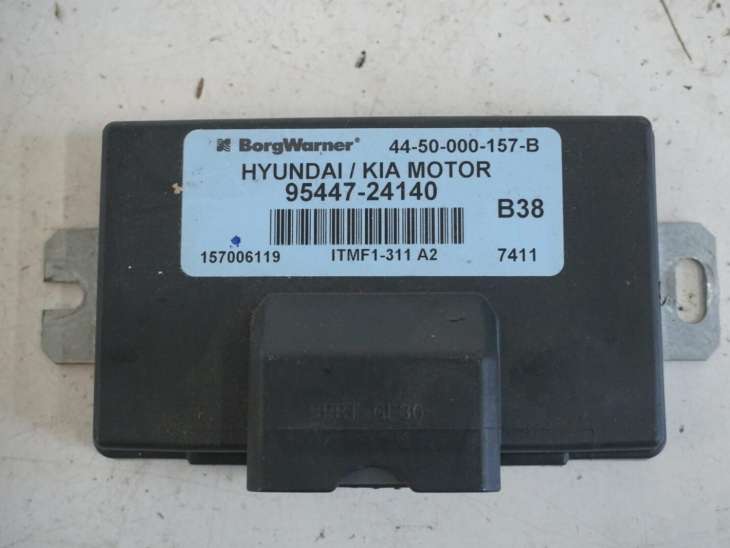 BorgWarner® 44-50-000-157-B
HYUNDAI / KIA MOTOR
95447-24140
B38
157006119 ITMF1-311 A2 7411